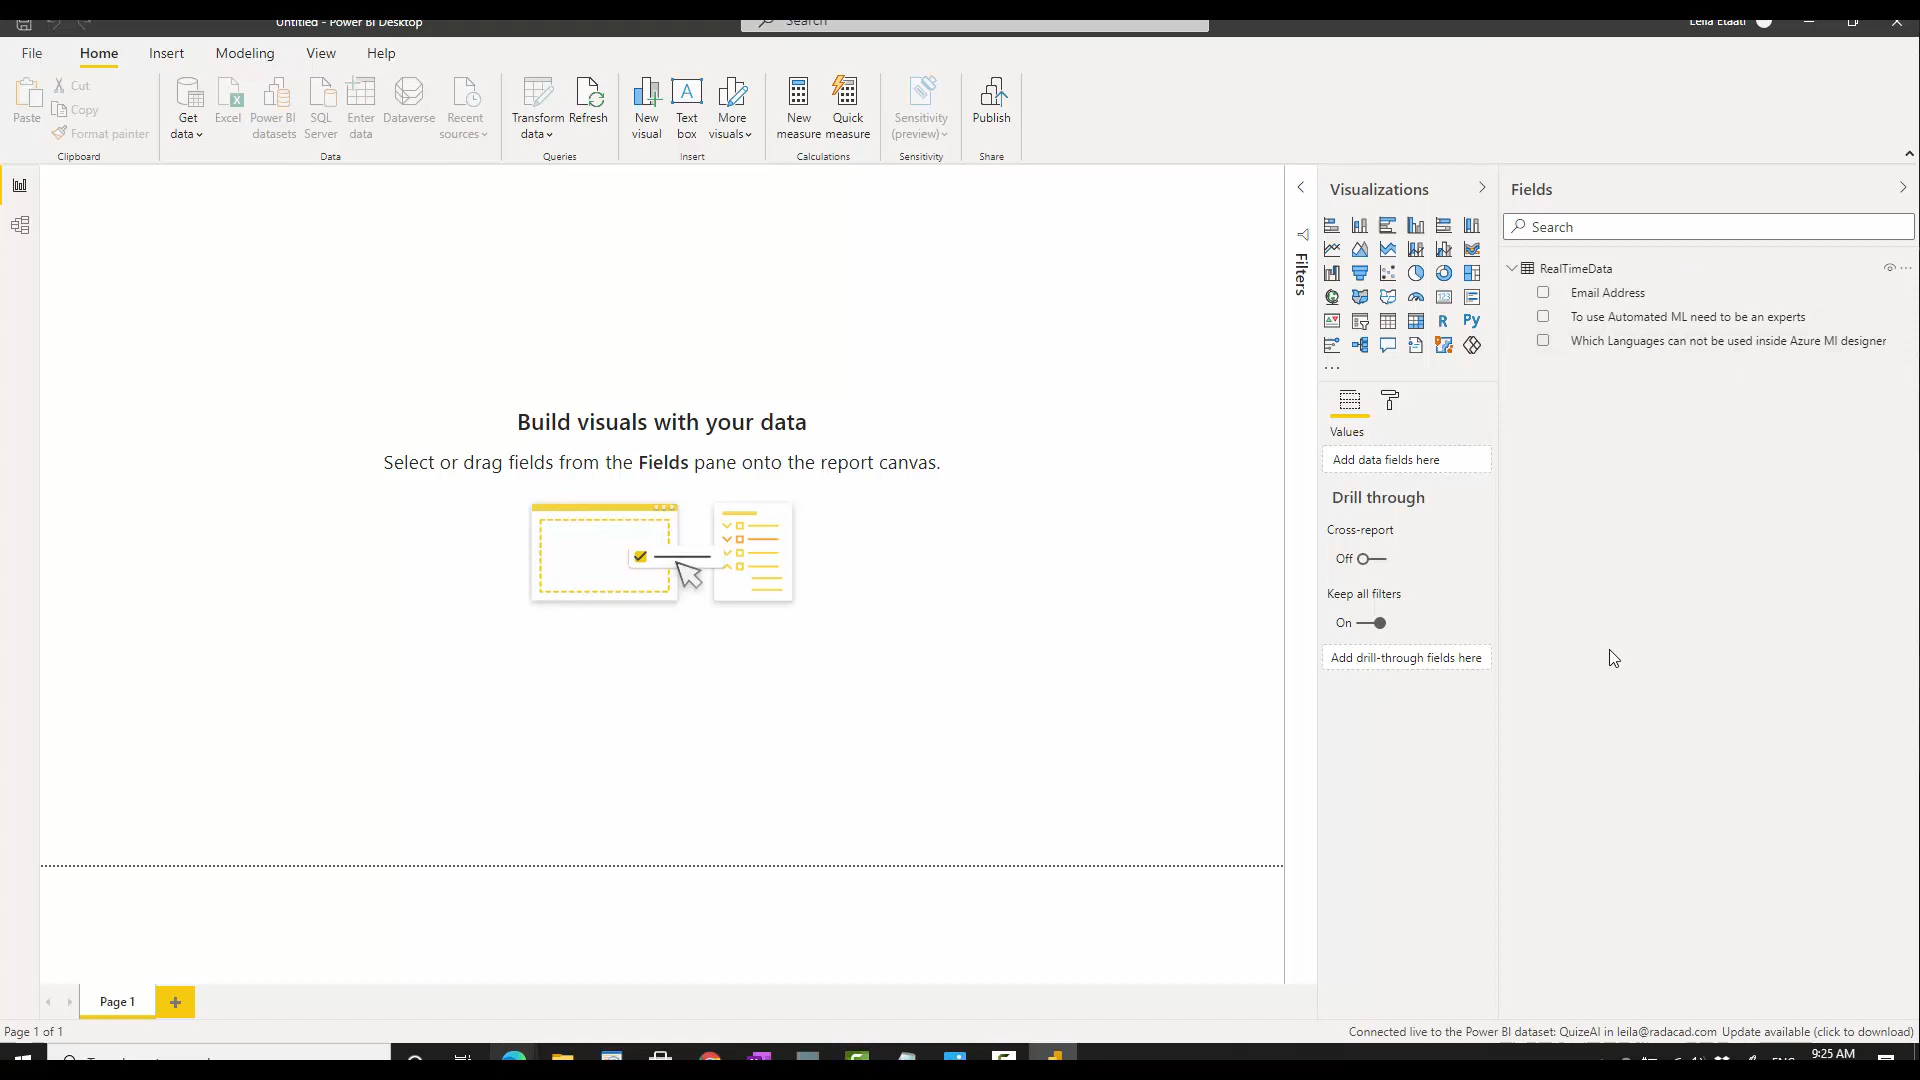 Untitled - Power BI Desktop
Search
Leila Etaati
File Home Insert Modeling View Help
Paste
Cut
Copy
Format painter
Clipboard
Get data
Excel
Power BI datasets
SQL Server
Enter data
Dataverse
Recent sources
Data
Transform data
Refresh
Queries
New visual
Text box
More visuals
Insert
New measure
Quick measure
Calculations
Sensitivity (preview)
Sensitivity
Publish
Share
Build visuals with your data
Select or drag fields from the Fields pane onto the report canvas.
Filters
Visualizations
R
Py
Values
Add data fields here
Drill through
Cross-report
Off
Keep all filters
On
Add drill-through fields here
Fields
Search
RealTimeData
Email Address
To use Automated ML need to be an experts
Which Languages can not be used inside Azure Ml designer
Page 1
Page 1 of 1
Connected live to the Power BI dataset: QuizeAI in leila@radacad.com Update available (click to download)
9:25 AM